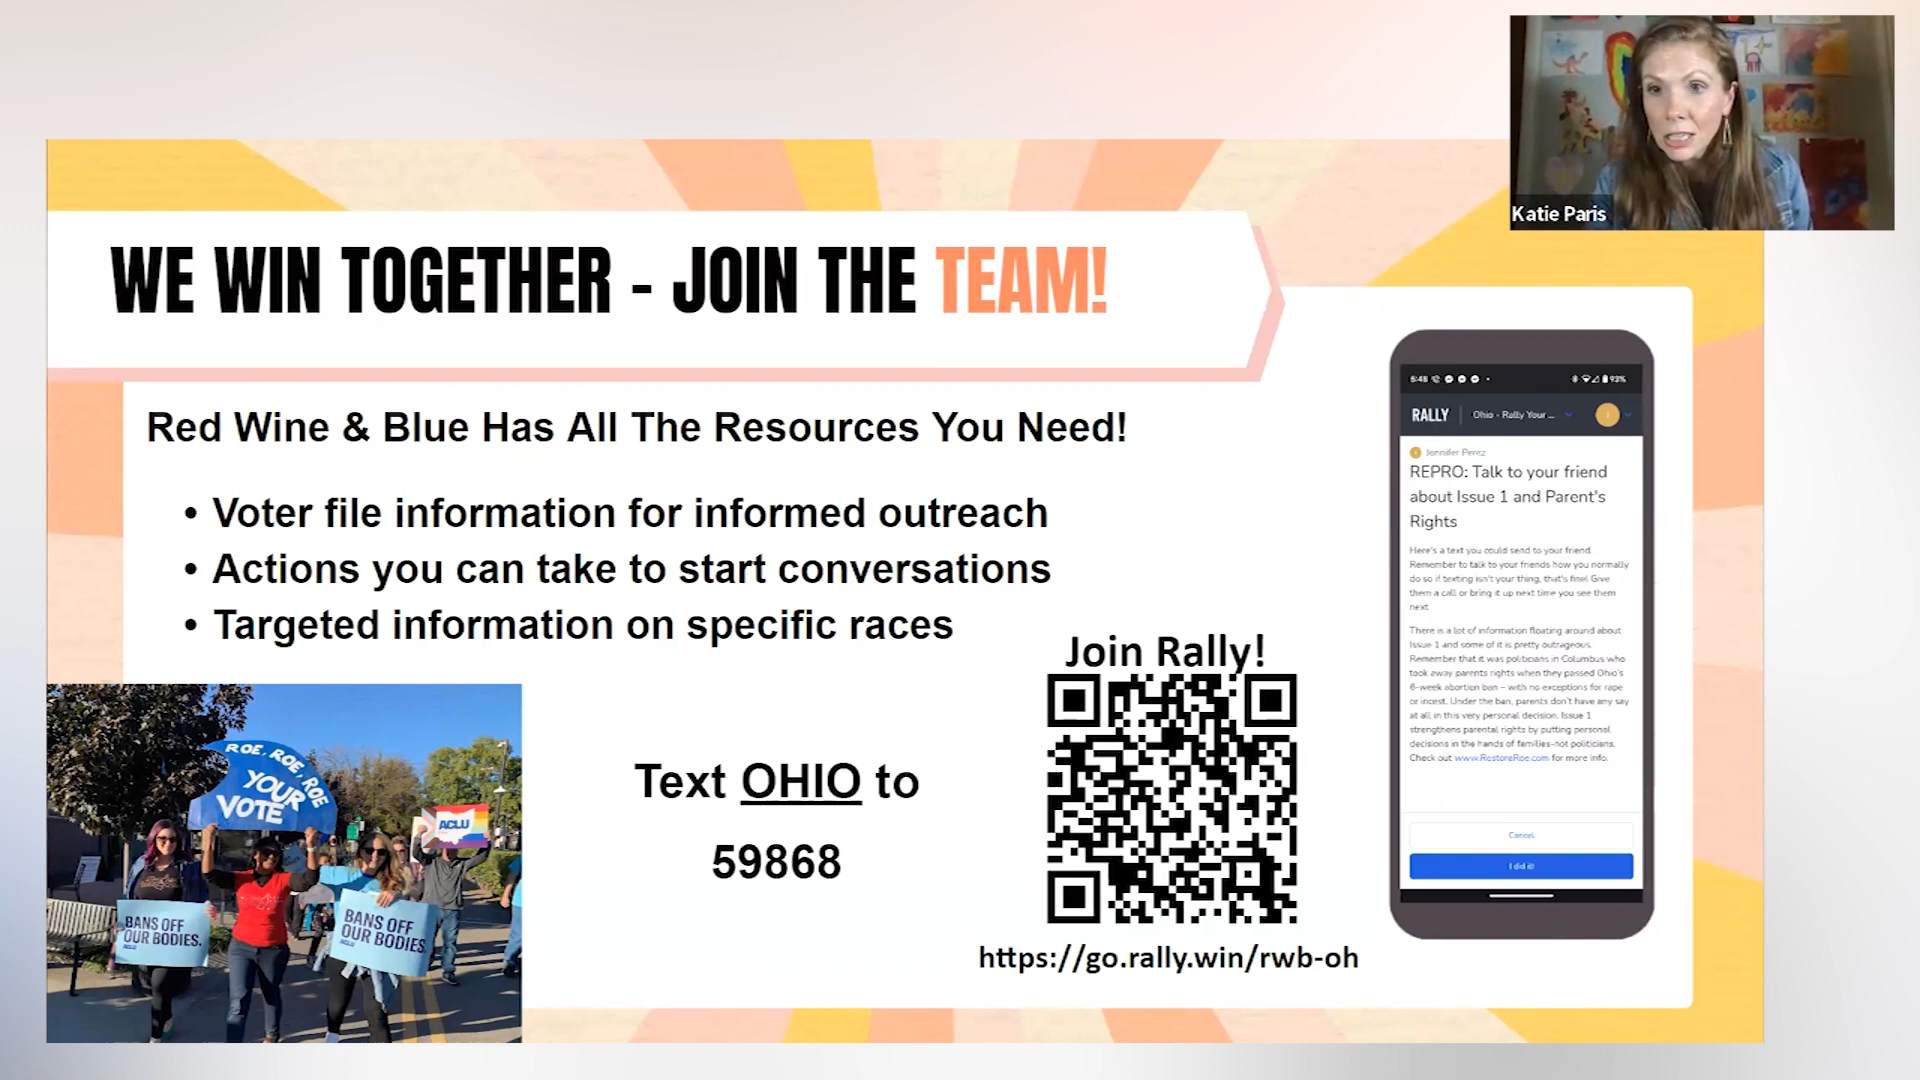 Katie Paris
WE WIN TOGETHER - JOIN THE TEAM!
Red Wine & Blue Has All The Resources You Need!
• Voter file information for informed outreach
• Actions you can take to start conversations
• Targeted information on specific races
ROE, ROE, ROE
YOUR
VOTE
ACLU
BANS OFF
OUR BODIES.
ACLU
BANS OFF
OUR BODIES.
ACLU
Text OHIO to
59868
Join Rally!
https://go.rally.win/rwb-oh
5:48
93%
RALLY
Ohio - Rally Your ...
Jennifer Perez
REPRO: Talk to your friend
about Issue 1 and Parent's
Rights
Here's a text you could send to your friend.
Remember to talk to your friends how you normally
do so if texting isn't your thing, that's fine! Give
them a call or bring it up next time you see them
next
There is a lot of information floating around about
Issue 1 and some of it is pretty outrageous.
Remember that it was politicians in Columbus who
took away parents rights when they passed Ohio's
6-week abortion ban – with no exceptions for rape
or incest. Under the ban, parents don't have any say
at all in this very personal decision. Issue 1
strengthens parental rights by putting personal
decisions in the hands of families-not politicians.
Check out www.RestoreRoe.com for more info.
Cancel
I did it!